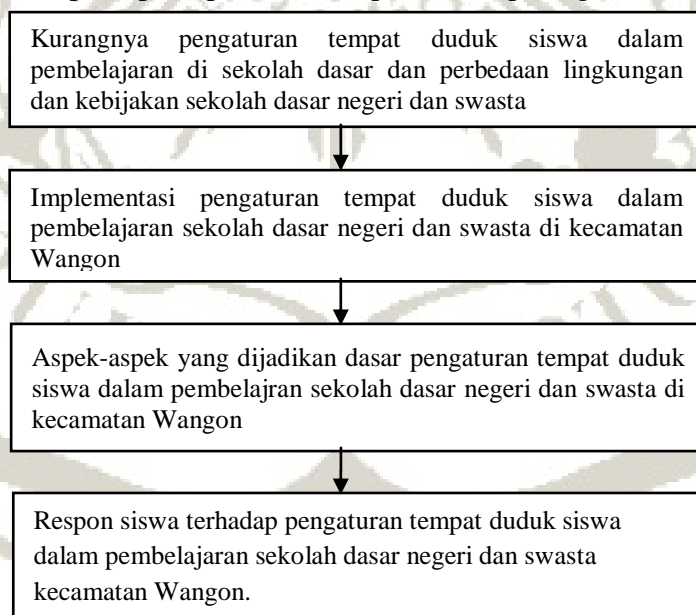 Kurangnya pengaturan tempat duduk siswa dalam
pembelajaran di sekolah dasar dan perbedaan lingkungan
dan kebijakan sekolah dasar negeri dan swasta
Implementasi pengaturan tempat duduk siswa dalam
pembelajaran sekolah dasar negeri dan swasta di kecamatan
Wangon
Aspek-aspek yang dijadikan dasar pengaturan tempat duduk
siswa dalam pembelajran sekolah dasar negeri dan swasta di
kecamatan Wangon
Respon siswa terhadap pengaturan tempat duduk siswa
dalam pembelajaran sekolah dasar negeri dan swasta
kecamatan Wangon.